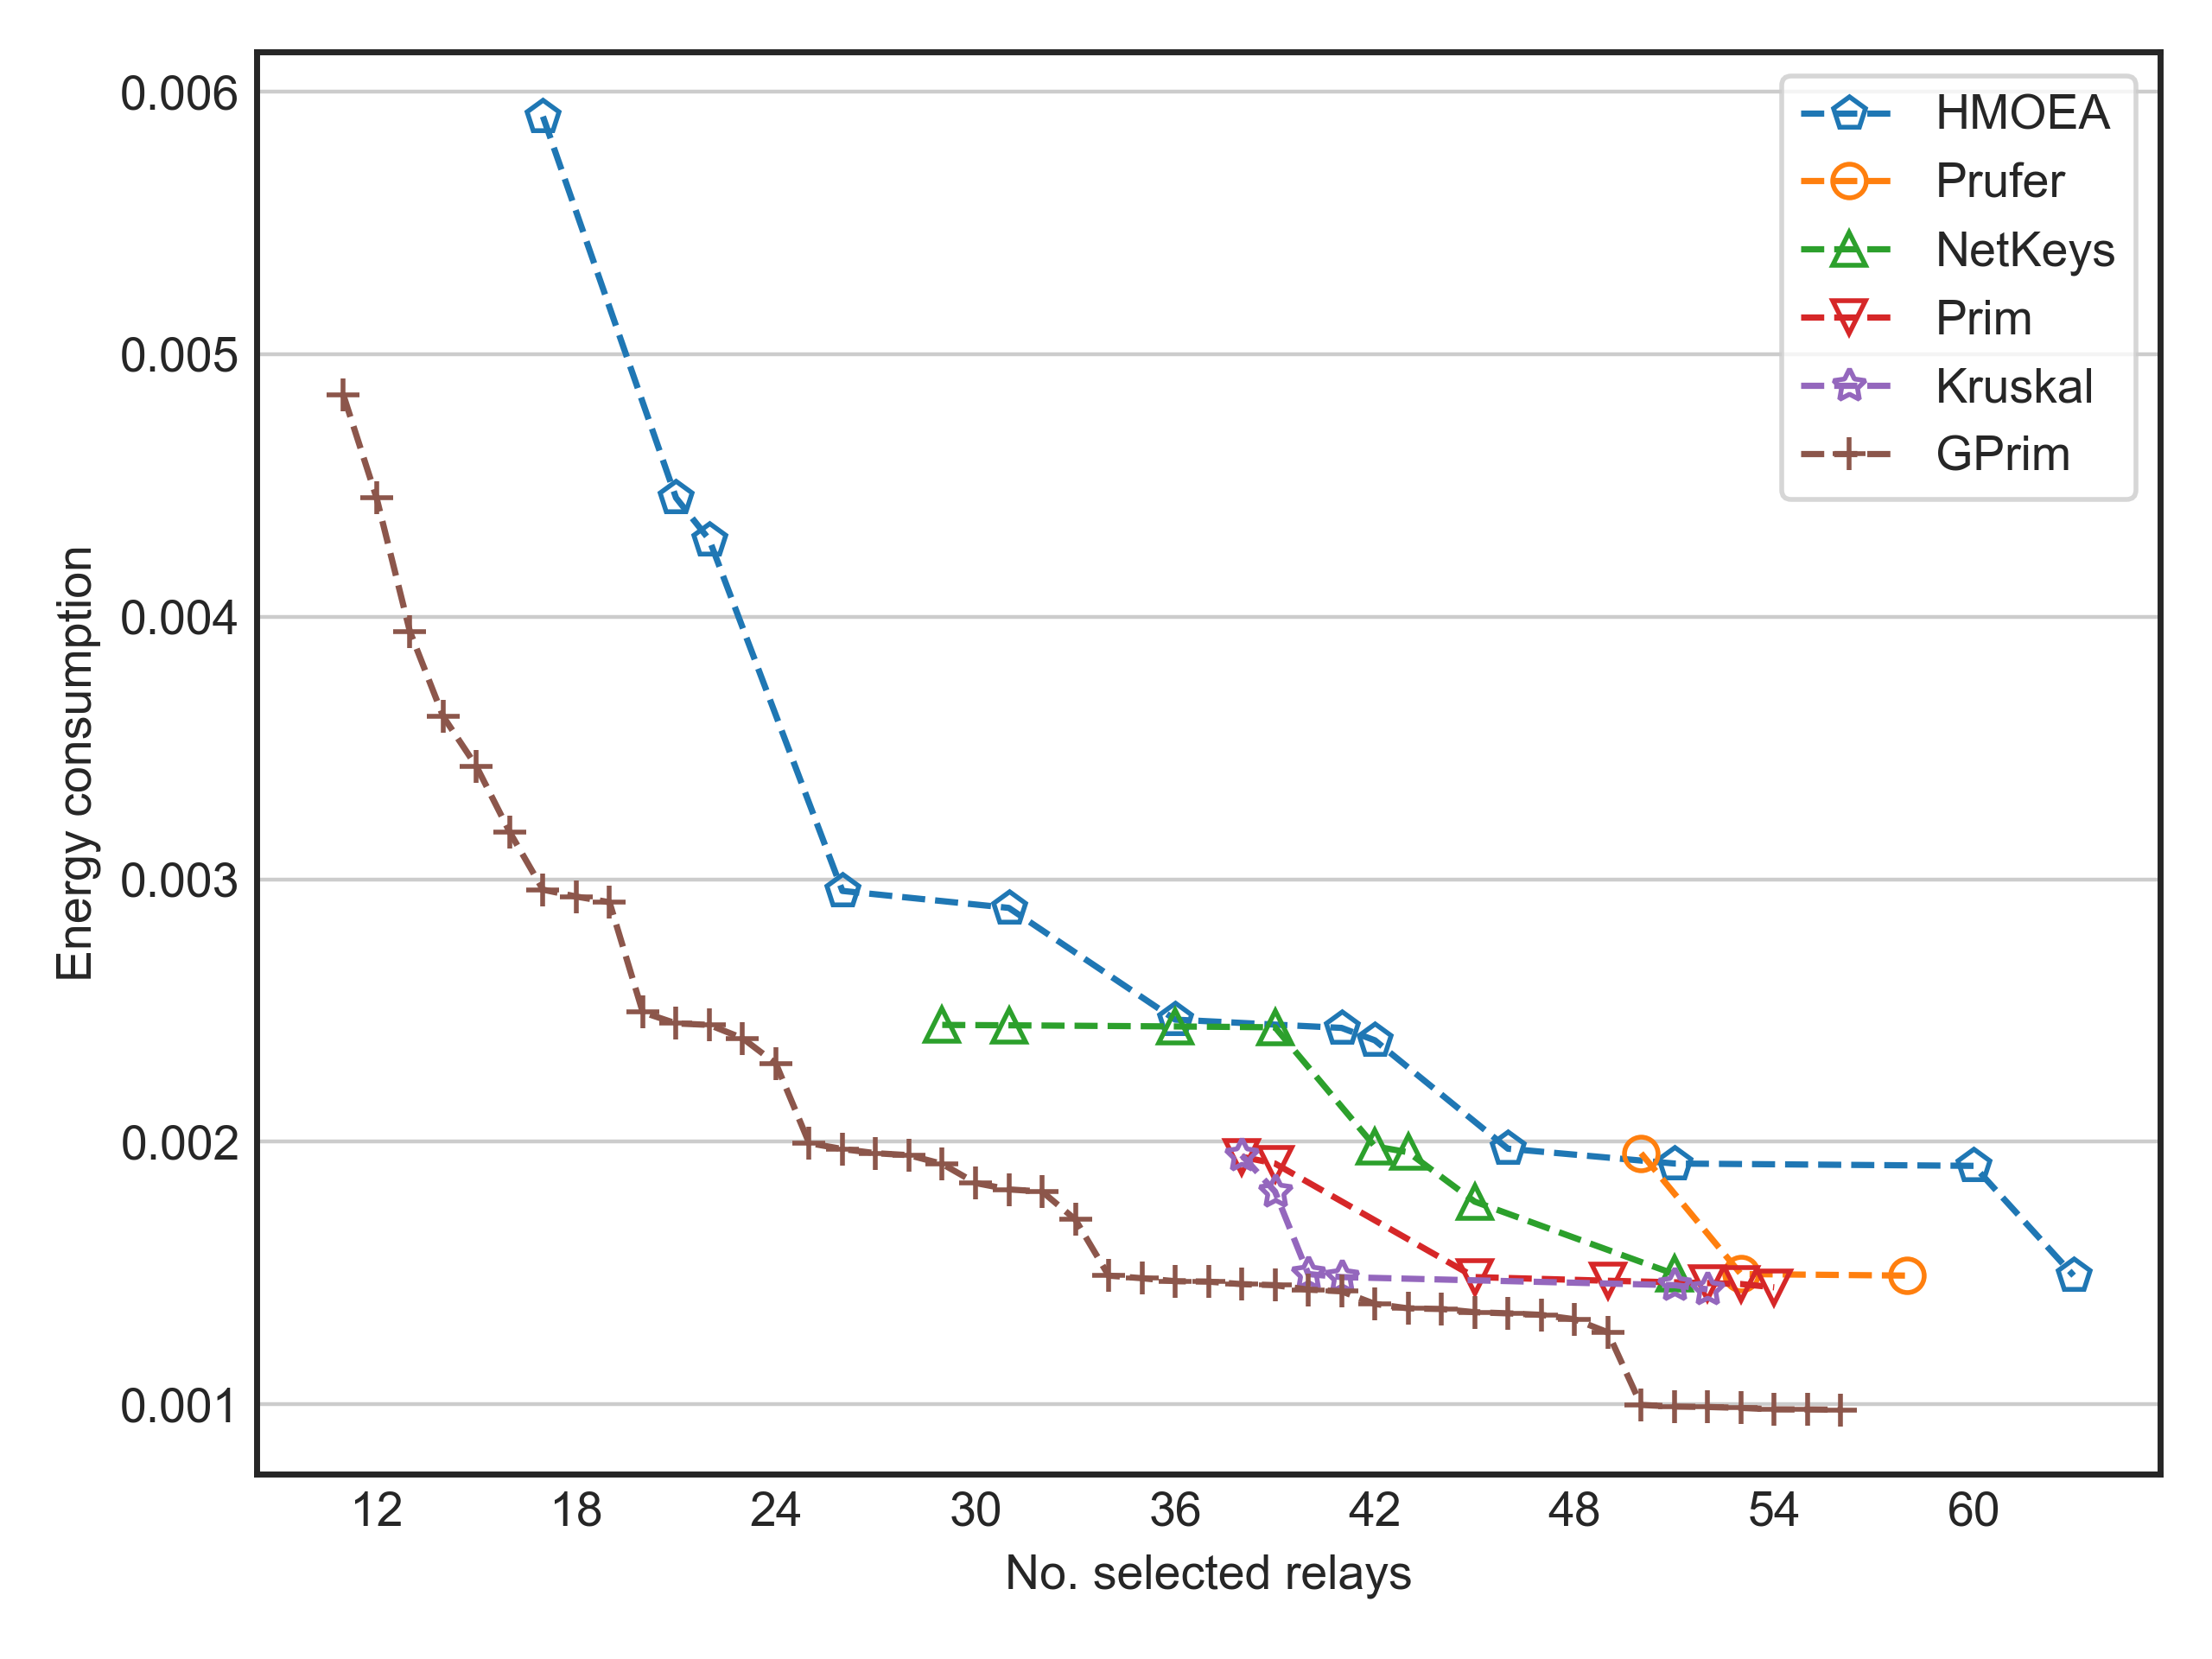 0.006
0.005
0.004
0.003
0.002
0.001
Energy consumption
12 18 24 30 36 42 48 54 60
No. selected relays
HMOEA
Prufer
NetKeys
Prim
Kruskal
GPrim